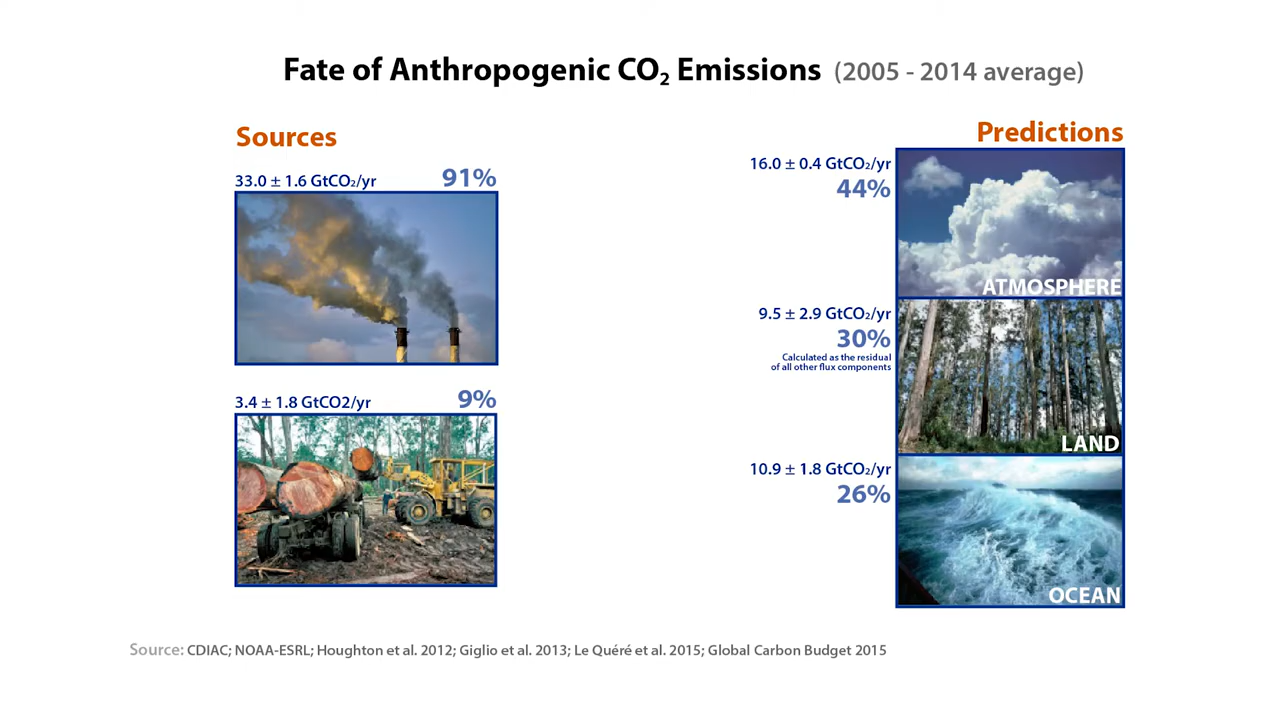 Fate of Anthropogenic CO₂ Emissions (2005 - 2014 average)
Sources
33.0 ± 1.6 GtCO₂/yr 91%
3.4 ± 1.8 GtCO2/yr 9%
Predictions
16.0 ± 0.4 GtCO₂/yr
44%
ATMOSPHERE
9.5 ± 2.9 GtCO₂/yr
30%
Calculated as the residual
of all other flux components
LAND
10.9 ± 1.8 GtCO₂/yr
26%
OCEAN
Source: CDIAC; NOAA-ESRL; Houghton et al. 2012; Giglio et al. 2013; Le Quéré et al. 2015; Global Carbon Budget 2015